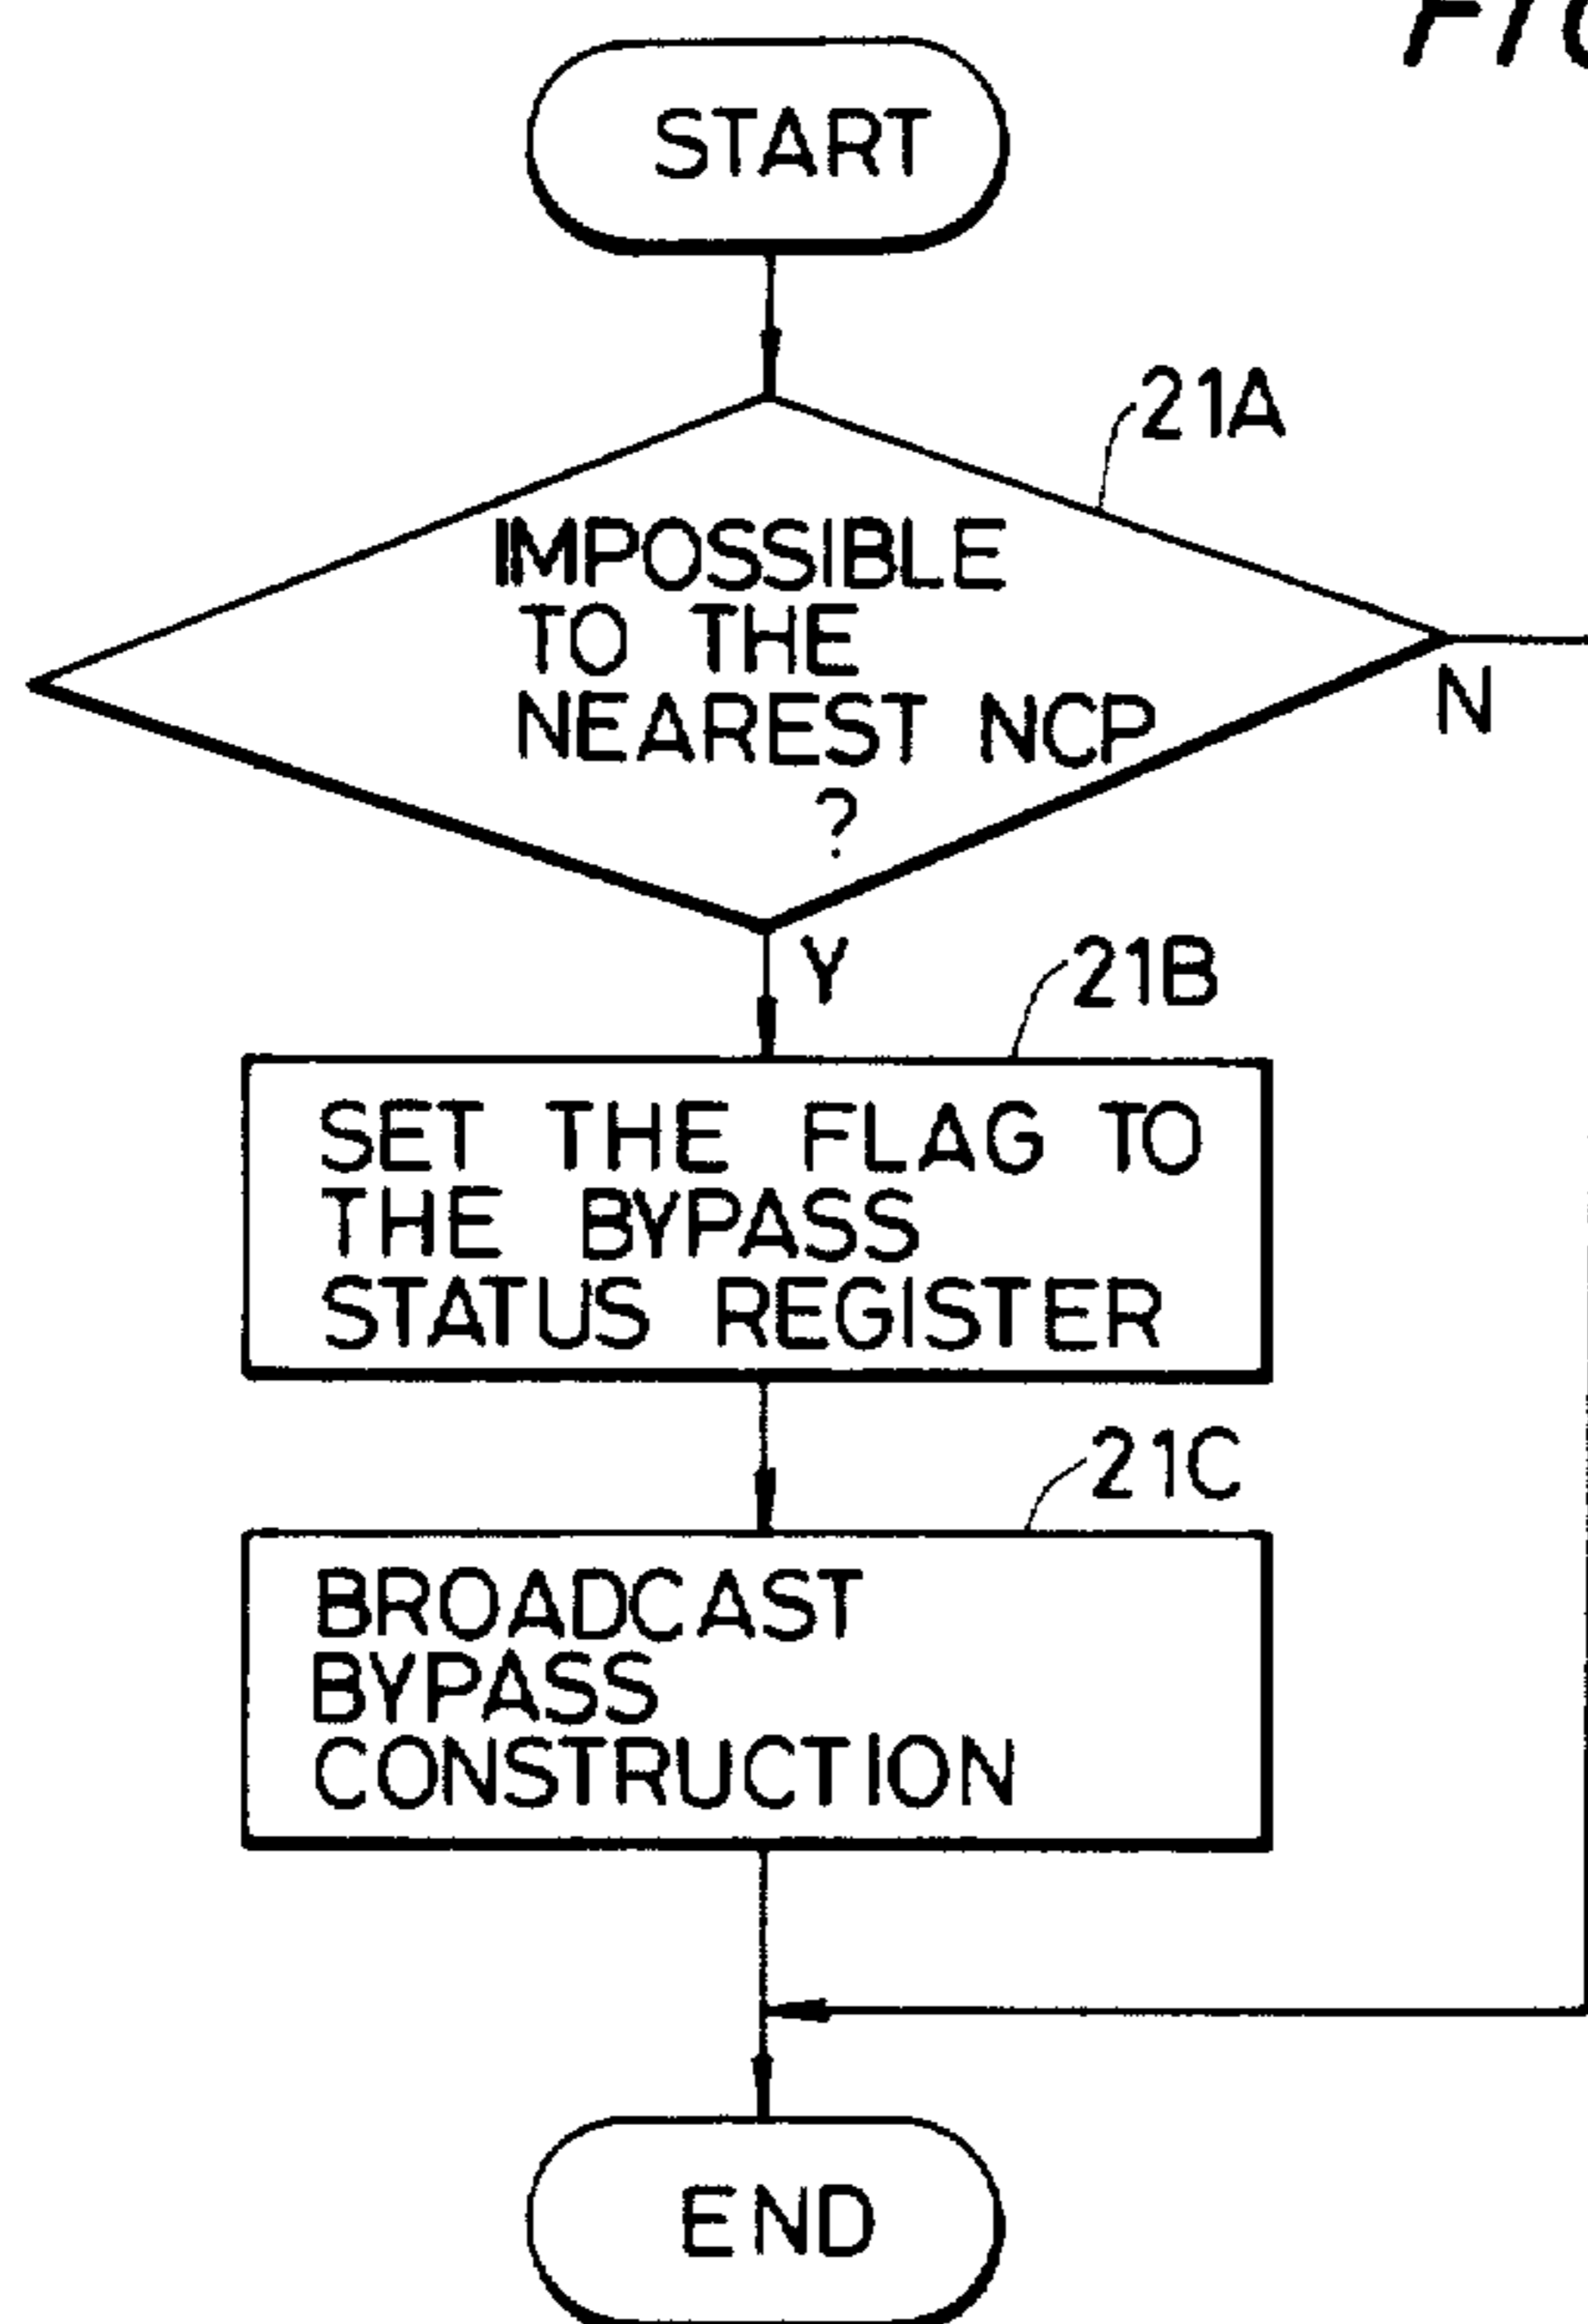 START
21A
IMPOSSIBLE
TO THE
NEAREST NCP
?
N
Y
21B
SET THE FLAG TO
THE BYPASS
STATUS REGISTER
21C
BROADCAST
BYPASS
CONSTRUCTION
END